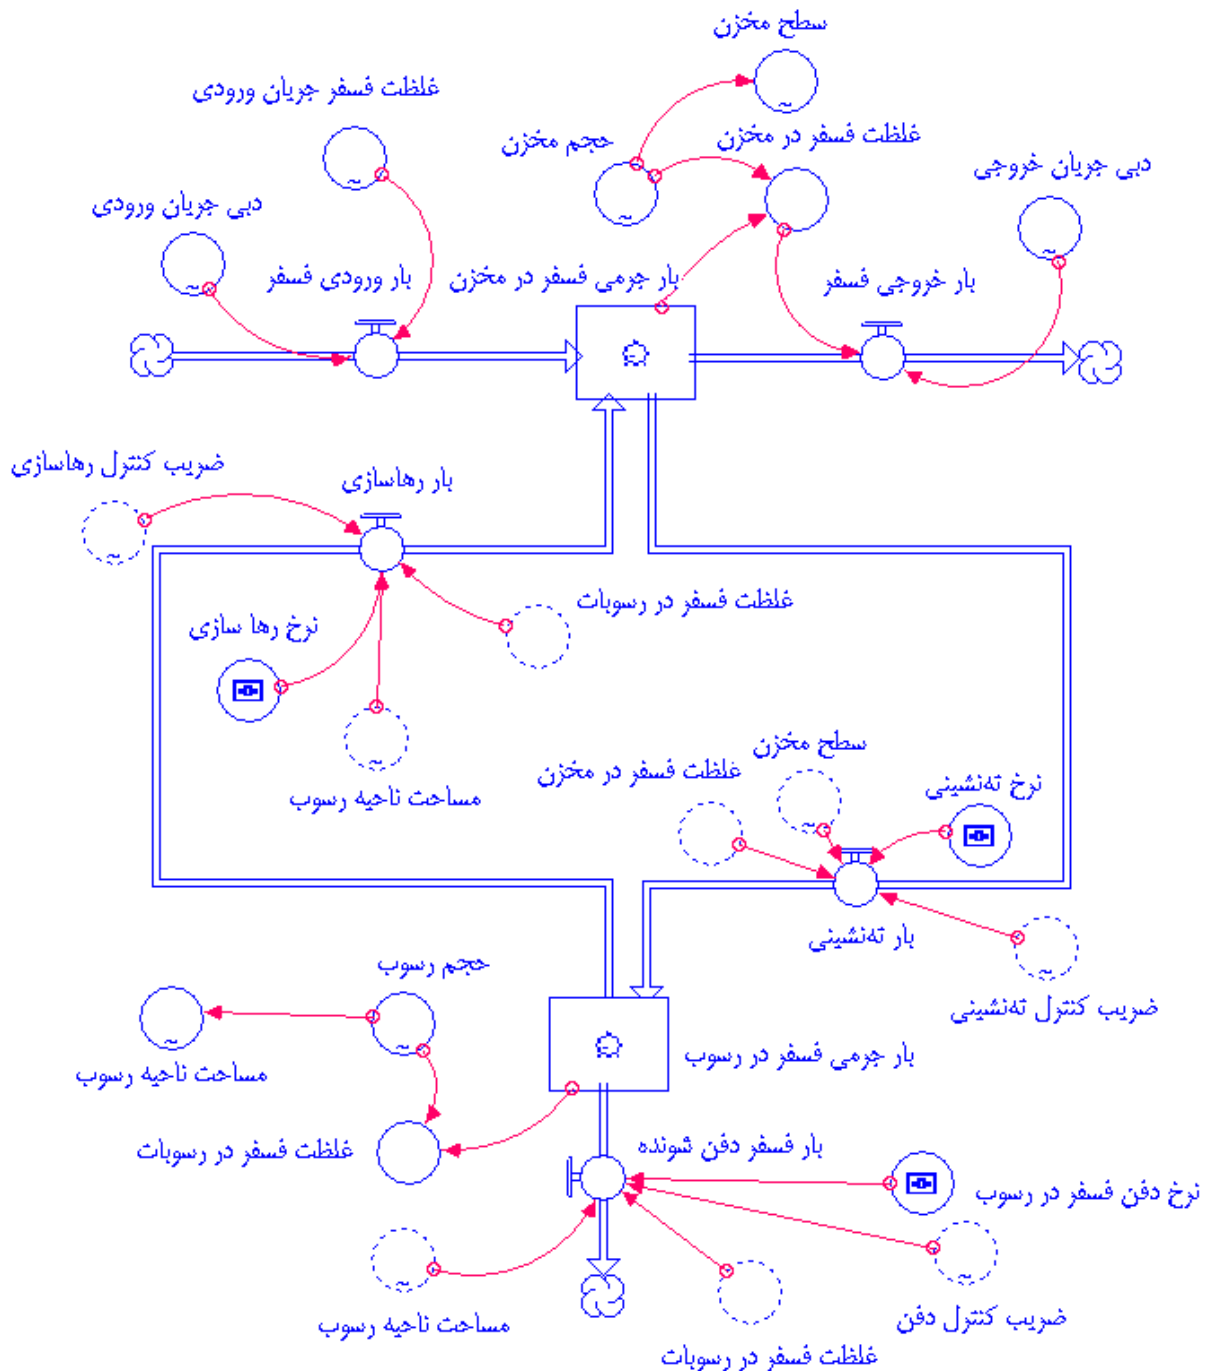 سطح مخزن
غلظت فسفر جریان ورودی
حجم مخزن
غلظت فسفر در مخزن
دبی جریان خروجی
دبی جریان ورودی
بار ورودی فسفر
بار جرمی فسفر در مخزن
بار خروجی فسفر
ضریب کنترل رهاسازی
بار رهاسازی
غلظت فسفر در رسوبات
نرخ رها سازی
سطح مخزن
غلظت فسفر در مخزن
نرخ ته‌نشینی
مساحت ناحیه رسوب
بار ته‌نشینی
ضریب کنترل ته‌نشینی
حجم رسوب
بار جرمی فسفر در رسوب
مساحت ناحیه رسوب
غلظت فسفر در رسوبات
بار فسفر دفن شونده
نرخ دفن فسفر در رسوب
مساحت ناحیه رسوب
ضریب کنترل دفن
غلظت فسفر در رسوبات